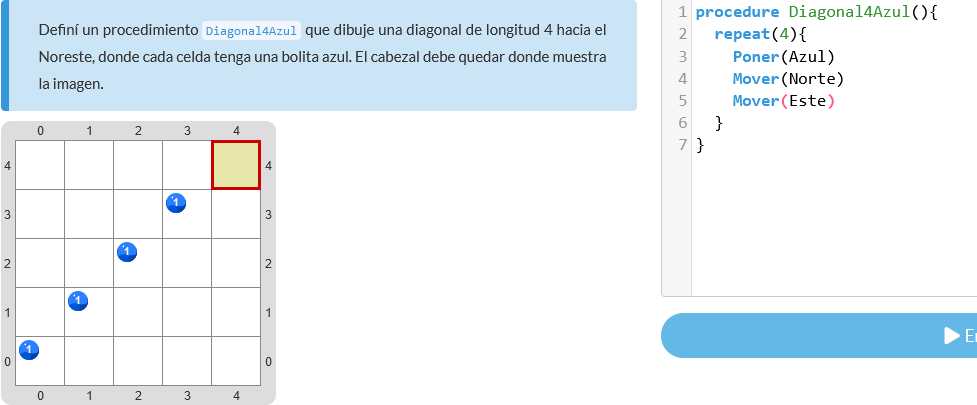 Definí un procedimiento Diagonal4Azul que dibuje una diagonal de longitud 4 hacia el
Noreste, donde cada celda tenga una bolita azul. El cabezal debe quedar donde muestra
la imagen.
0 1 2 3 4
4 4
3 1 3
2 1 2
1 1 1
0 1 0
0 1 2 3 4
1 procedure Diagonal4Azul(){
2 repeat(4){
3 Poner(Azul)
4 Mover(Norte)
5 Mover(Este)
6 }
7 }